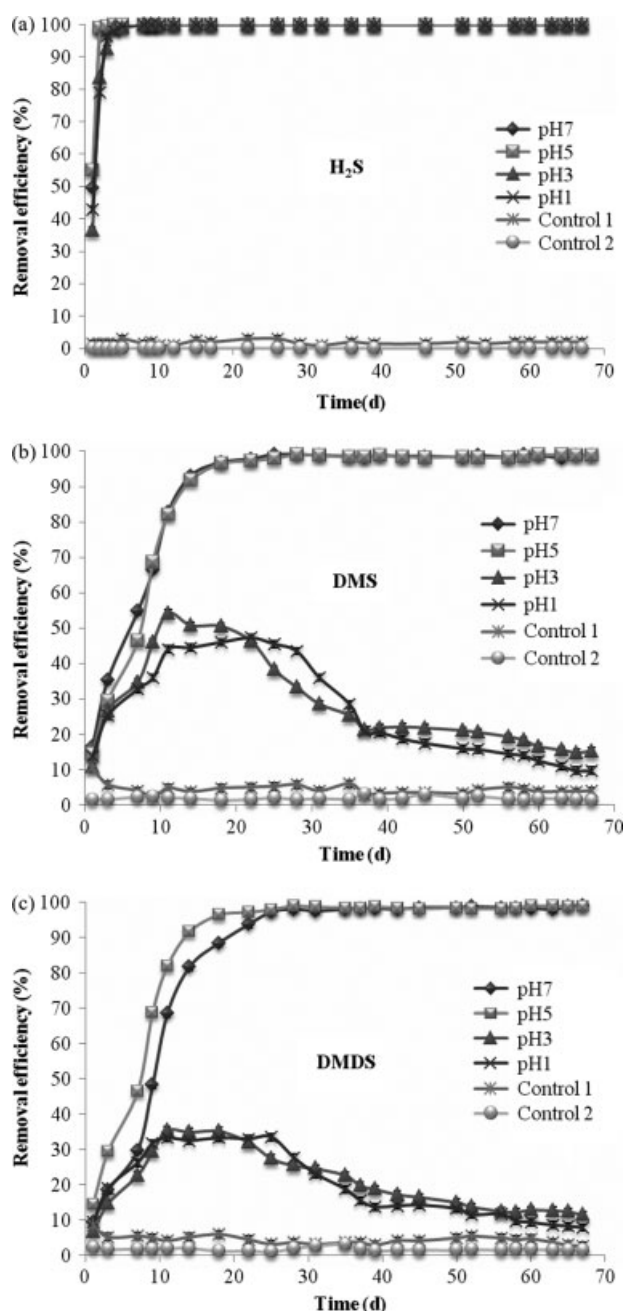 (a)
Removal efficiency (%)
100
90
80
70
60
50
40
30
20
10
0
H₂S
pH7
pH5
pH3
pH1
Control 1
Control 2
0 10 20 30 40 50 60 70
Time(d)
(b)
Removal efficiency (%)
100
90
80
70
60
50
40
30
20
10
0
DMS
pH7
pH5
pH3
pH1
Control 1
Control 2
0 10 20 30 40 50 60 70
Time (d)
(c)
Removal efficiency (%)
100
90
80
70
60
50
40
30
20
10
0
DMDS
pH7
pH5
pH3
pH1
Control 1
Control 2
0 10 20 30 40 50 60 70
Time (d)